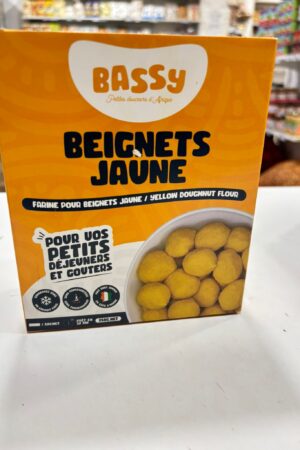 BASSY
Petites douceurs d'Afrique
BEIGNETS
JAUNE
FARINE POUR BEIGNETS JAUNE / YELLOW DOUGHNUT FLOUR
POUR VOS
PETITS
DÉJEUNERS
ET GOUTERS